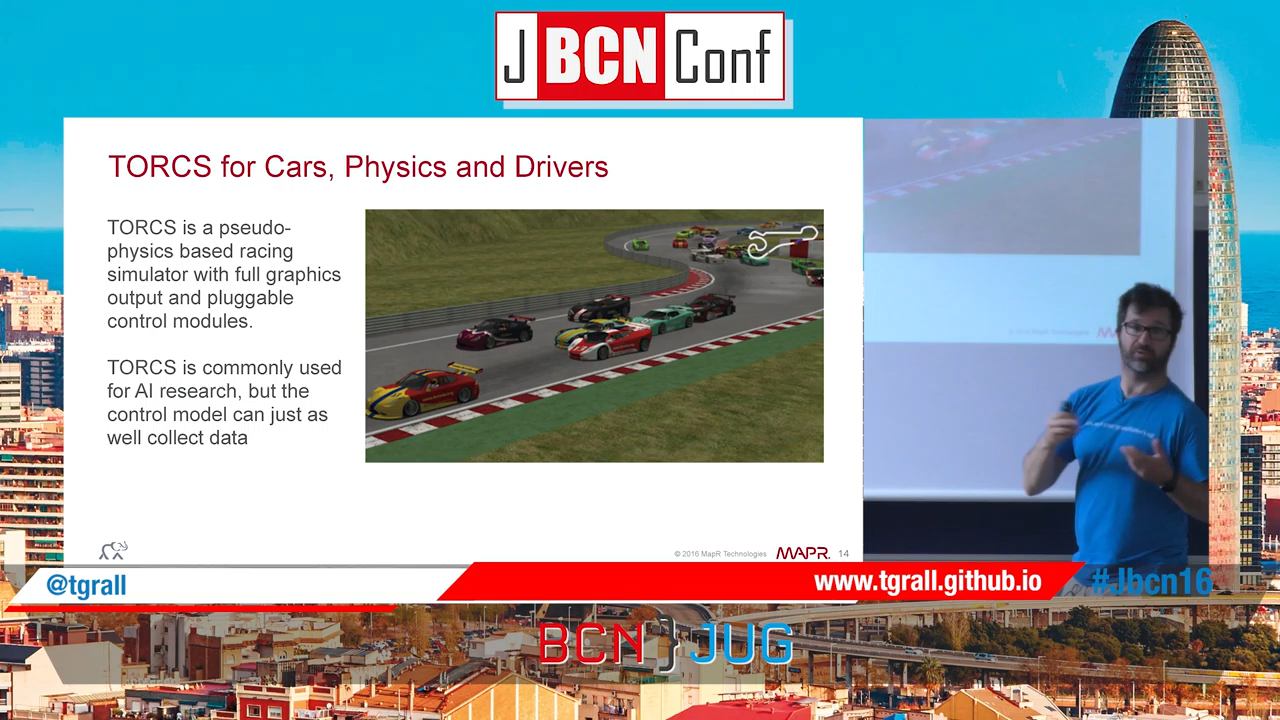 J BCN Conf
TORCS for Cars, Physics and Drivers
TORCS is a pseudo-
physics based racing
simulator with full graphics
output and pluggable
control modules.
TORCS is commonly used
for AI research, but the
control model can just as
well collect data
© 2016 MapR Technologies
MAPR.
14
@tgrall
www.tgrall.github.io
#Jbcn16
BCN JUG